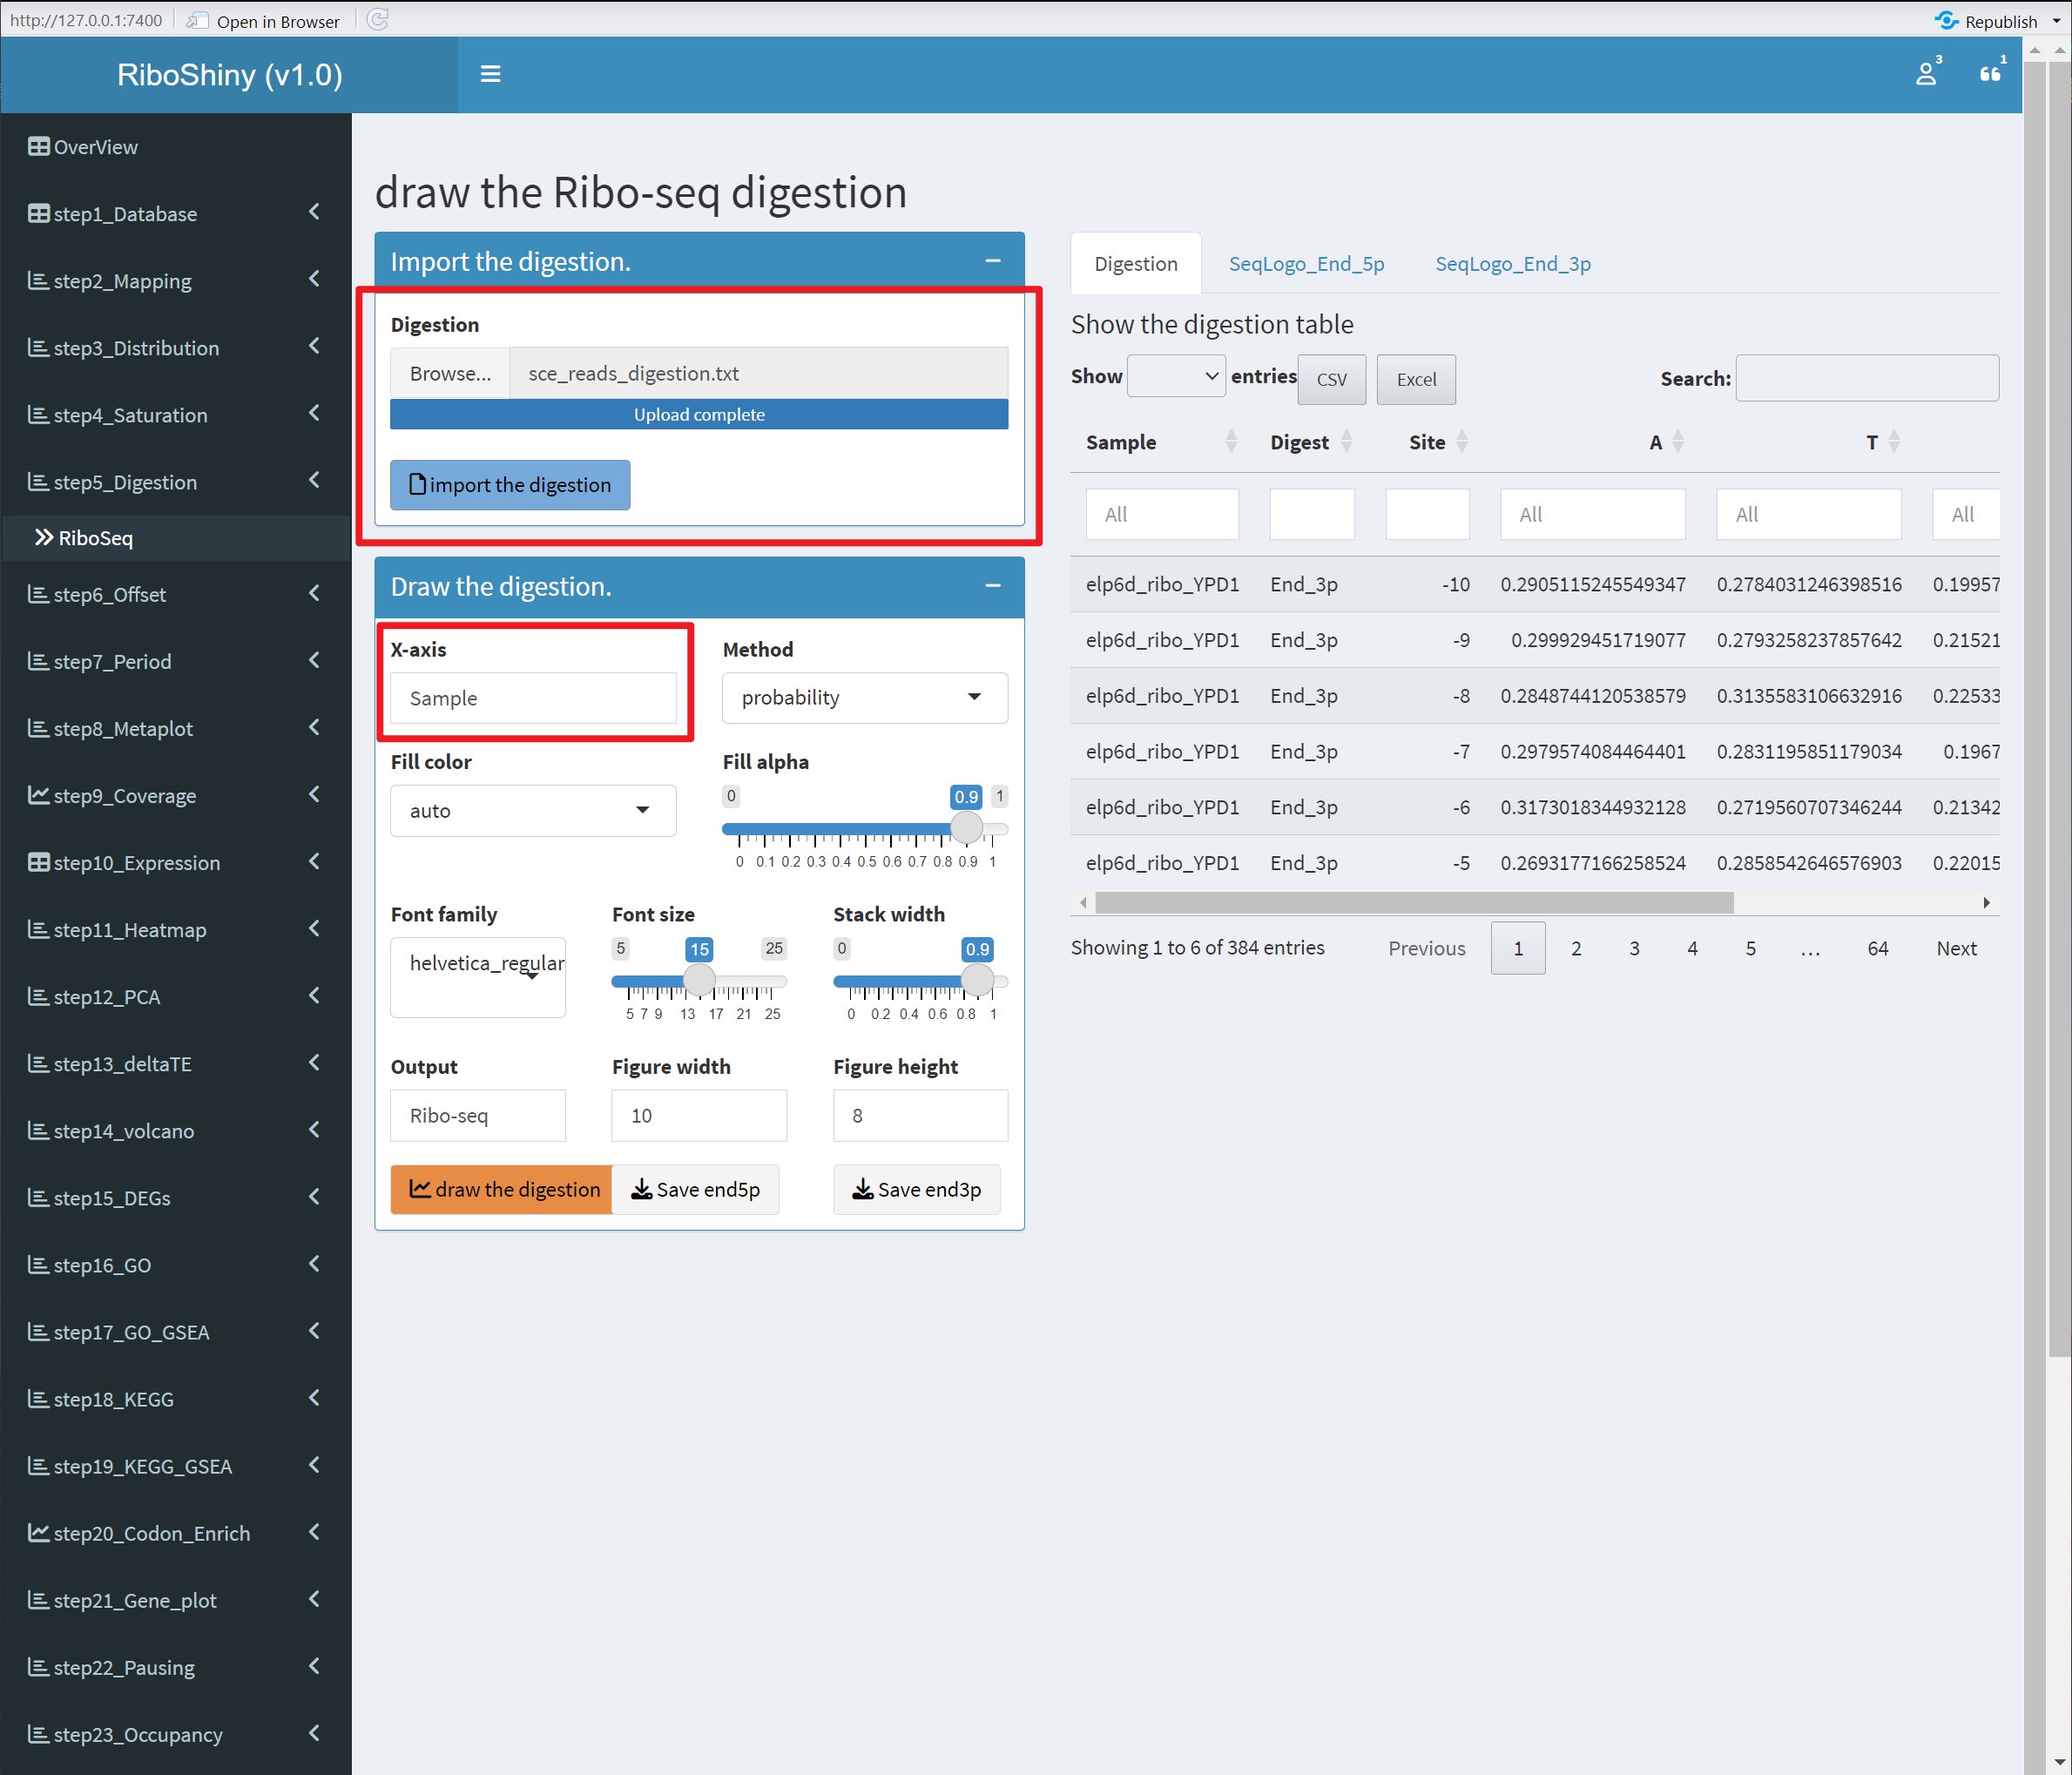 http://127.0.0.1:7400 Open in Browser Republish
RiboShiny (v1.0) 3 1
OverView
step1_Database
step2_Mapping
step3_Distribution
step4_Saturation
step5_Digestion
RiboSeq
step6_Offset
step7_Period
step8_Metaplot
step9_Coverage
step10_Expression
step11_Heatmap
step12_PCA
step13_deltaTE
step14_volcano
step15_DEGs
step16_GO
step17_GO_GSEA
step18_KEGG
step19_KEGG_GSEA
step20_Codon_Enrich
step21_Gene_plot
step22_Pausing
step23_Occupancy
draw the Ribo-seq digestion
Import the digestion.
Digestion
Browse... sce_reads_digestion.txt
Upload complete
import the digestion
Draw the digestion.
X-axis Method
Sample probability
Fill color Fill alpha
auto 0 0.9 1
0 0.1 0.2 0.3 0.4 0.5 0.6 0.7 0.8 0.9 1
Font family Font size Stack width
helvetica_regular 5 15 25 0 0.9
5 7 9 13 17 21 25 0 0.2 0.4 0.6 0.8 1
Output Figure width Figure height
Ribo-seq 10 8
draw the digestion Save end5p Save end3p
Digestion SeqLogo_End_5p SeqLogo_End_3p
Show the digestion table
Show entries CSV Excel Search:
Sample Digest Site A T
All All All All
elp6d_ribo_YPD1 End_3p -10 0.2905115245549347 0.2784031246398516 0.19957
elp6d_ribo_YPD1 End_3p -9 0.299929451719077 0.2793258237857642 0.21521
elp6d_ribo_YPD1 End_3p -8 0.2848744120538579 0.3135583106632916 0.22533
elp6d_ribo_YPD1 End_3p -7 0.2979574084464401 0.2831195851179034 0.1967
elp6d_ribo_YPD1 End_3p -6 0.3173018344932128 0.2719560707346244 0.21342
elp6d_ribo_YPD1 End_3p -5 0.2693177166258524 0.2858542646576903 0.22015
Showing 1 to 6 of 384 entries Previous 1 2 3 4 5 … 64 Next